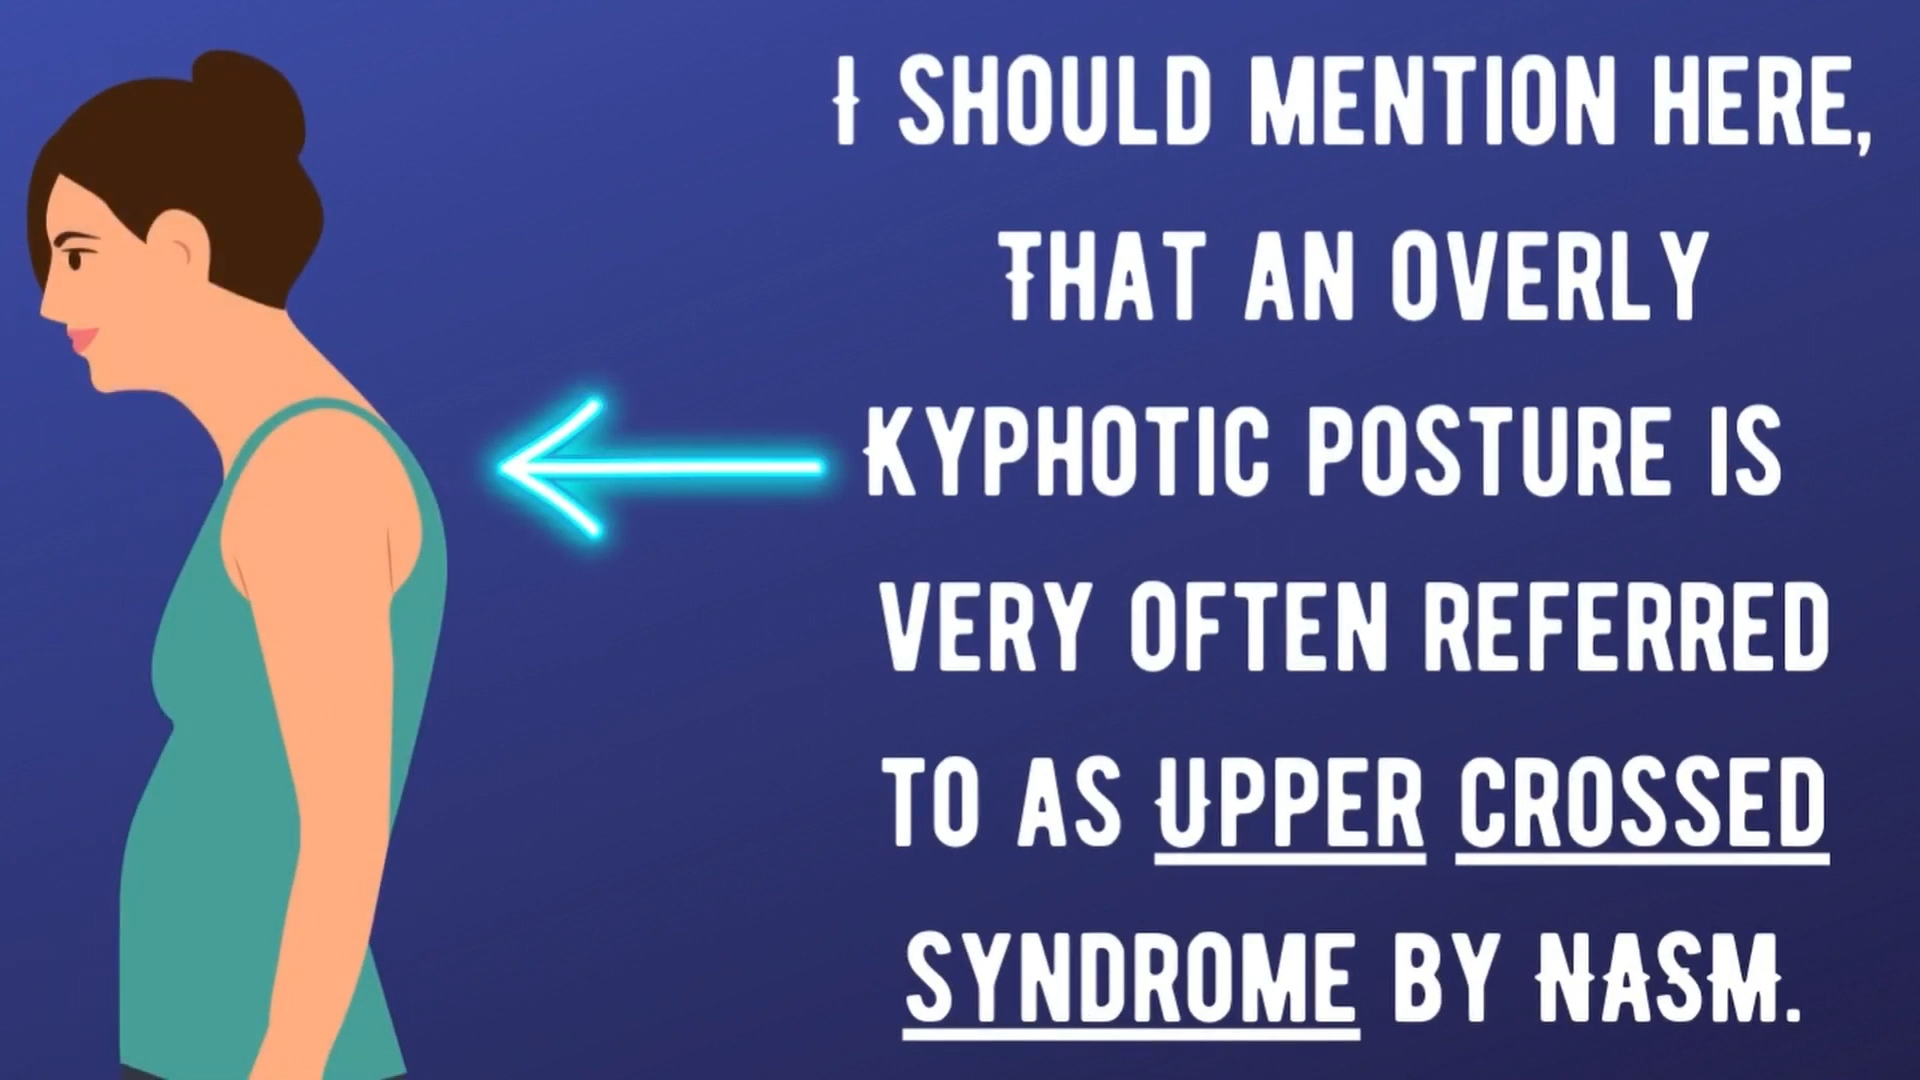 I SHOULD MENTION HERE,
THAT AN OVERLY
KYPHOTIC POSTURE IS
VERY OFTEN REFERRED
TO AS UPPER CROSSED
SYNDROME BY NASM.